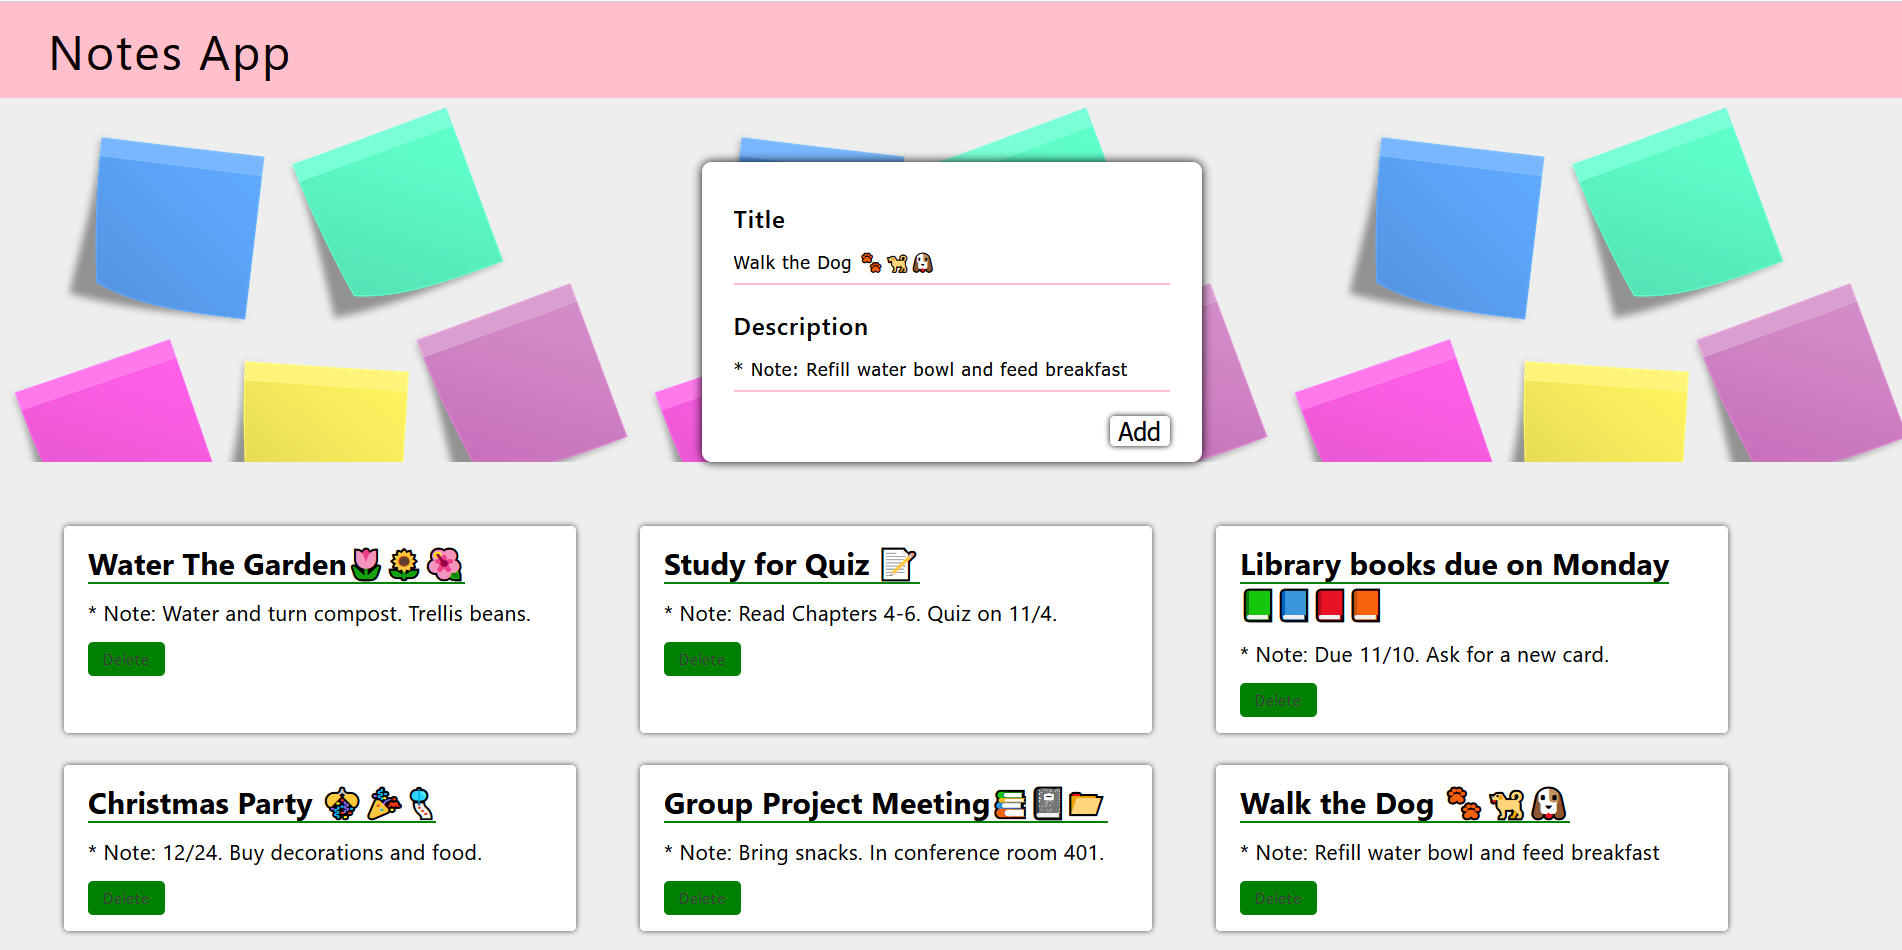 Notes App
Title
Walk the Dog 🐾🐕🐶
Description
* Note: Refill water bowl and feed breakfast
Add
Water The Garden🌷🌻🌺
* Note: Water and turn compost. Trellis beans.
Delete
Study for Quiz 📝
* Note: Read Chapters 4-6. Quiz on 11/4.
Delete
Library books due on Monday
📗📘📕📙
* Note: Due 11/10. Ask for a new card.
Delete
Christmas Party
* Note: 12/24. Buy decorations and food.
Delete
Group Project Meeting📚📓📁
* Note: Bring snacks. In conference room 401.
Delete
Walk the Dog 🐾🐕🐶
* Note: Refill water bowl and feed breakfast
Delete